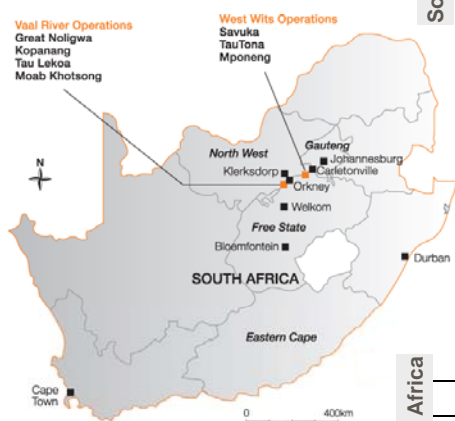 Vaal River Operations
Great Noligwa
Kopanang
Tau Lekoa
Moab Khotsong
West Wits Operations
Savuka
TauTona
Mponeng
So
N
North West
Gauteng
Johannesburg
Carletonville
Klerksdorp
Orkney
Welkom
Free State
Bloemfontein
Durban
SOUTH AFRICA
Eastern Cape
Cape
Town
0 400km
Africa